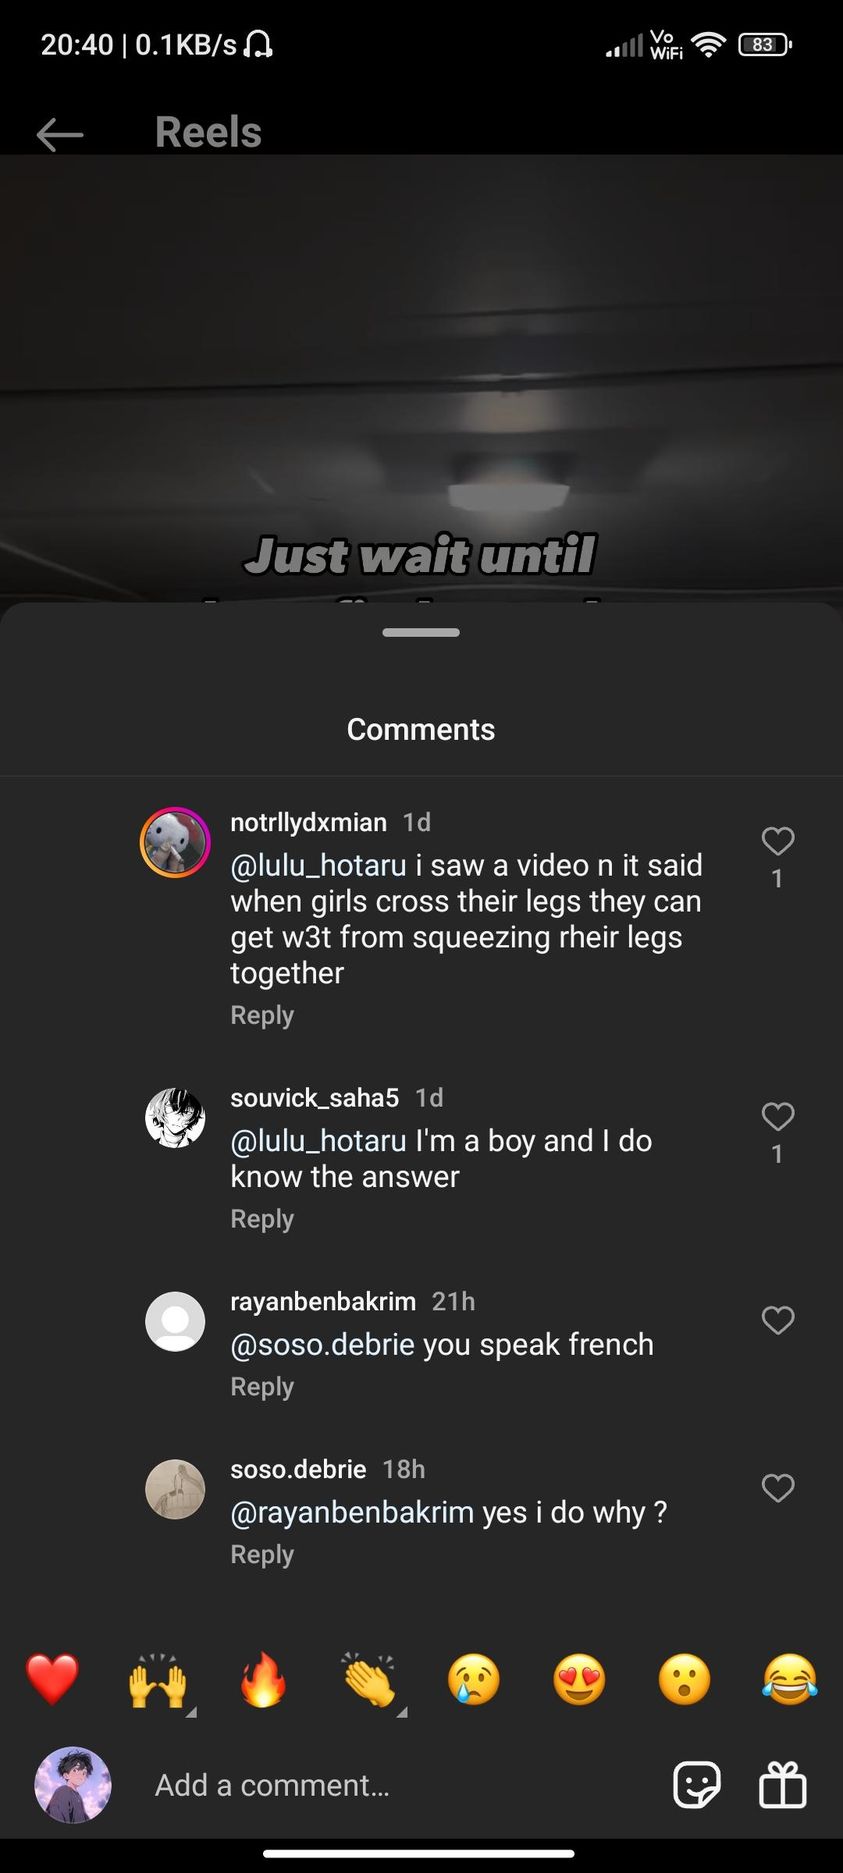 20:40 | 0.1KB/s
Vo
WiFi
83
Reels
Just wait until
Comments
notrllydxmian 1d
@lulu_hotaru i saw a video n it said
when girls cross their legs they can
get w3t from squeezing rheir legs
together
1
Reply
souvick_saha5 1d
@lulu_hotaru I'm a boy and I do
know the answer
1
Reply
rayanbenbakrim 21h
@soso.debrie you speak french
Reply
soso.debrie 18h
@rayanbenbakrim yes i do why ?
Reply
Add a comment...